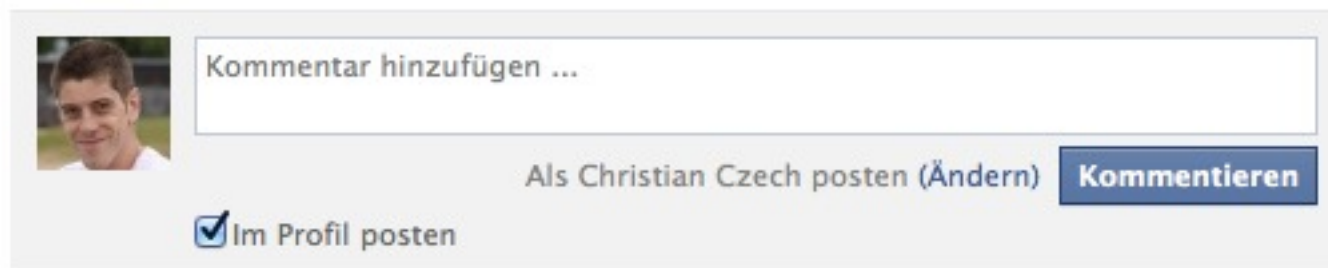 Kommentar hinzufügen ...
Als Christian Czech posten (Ändern) Kommentieren
Im Profil posten